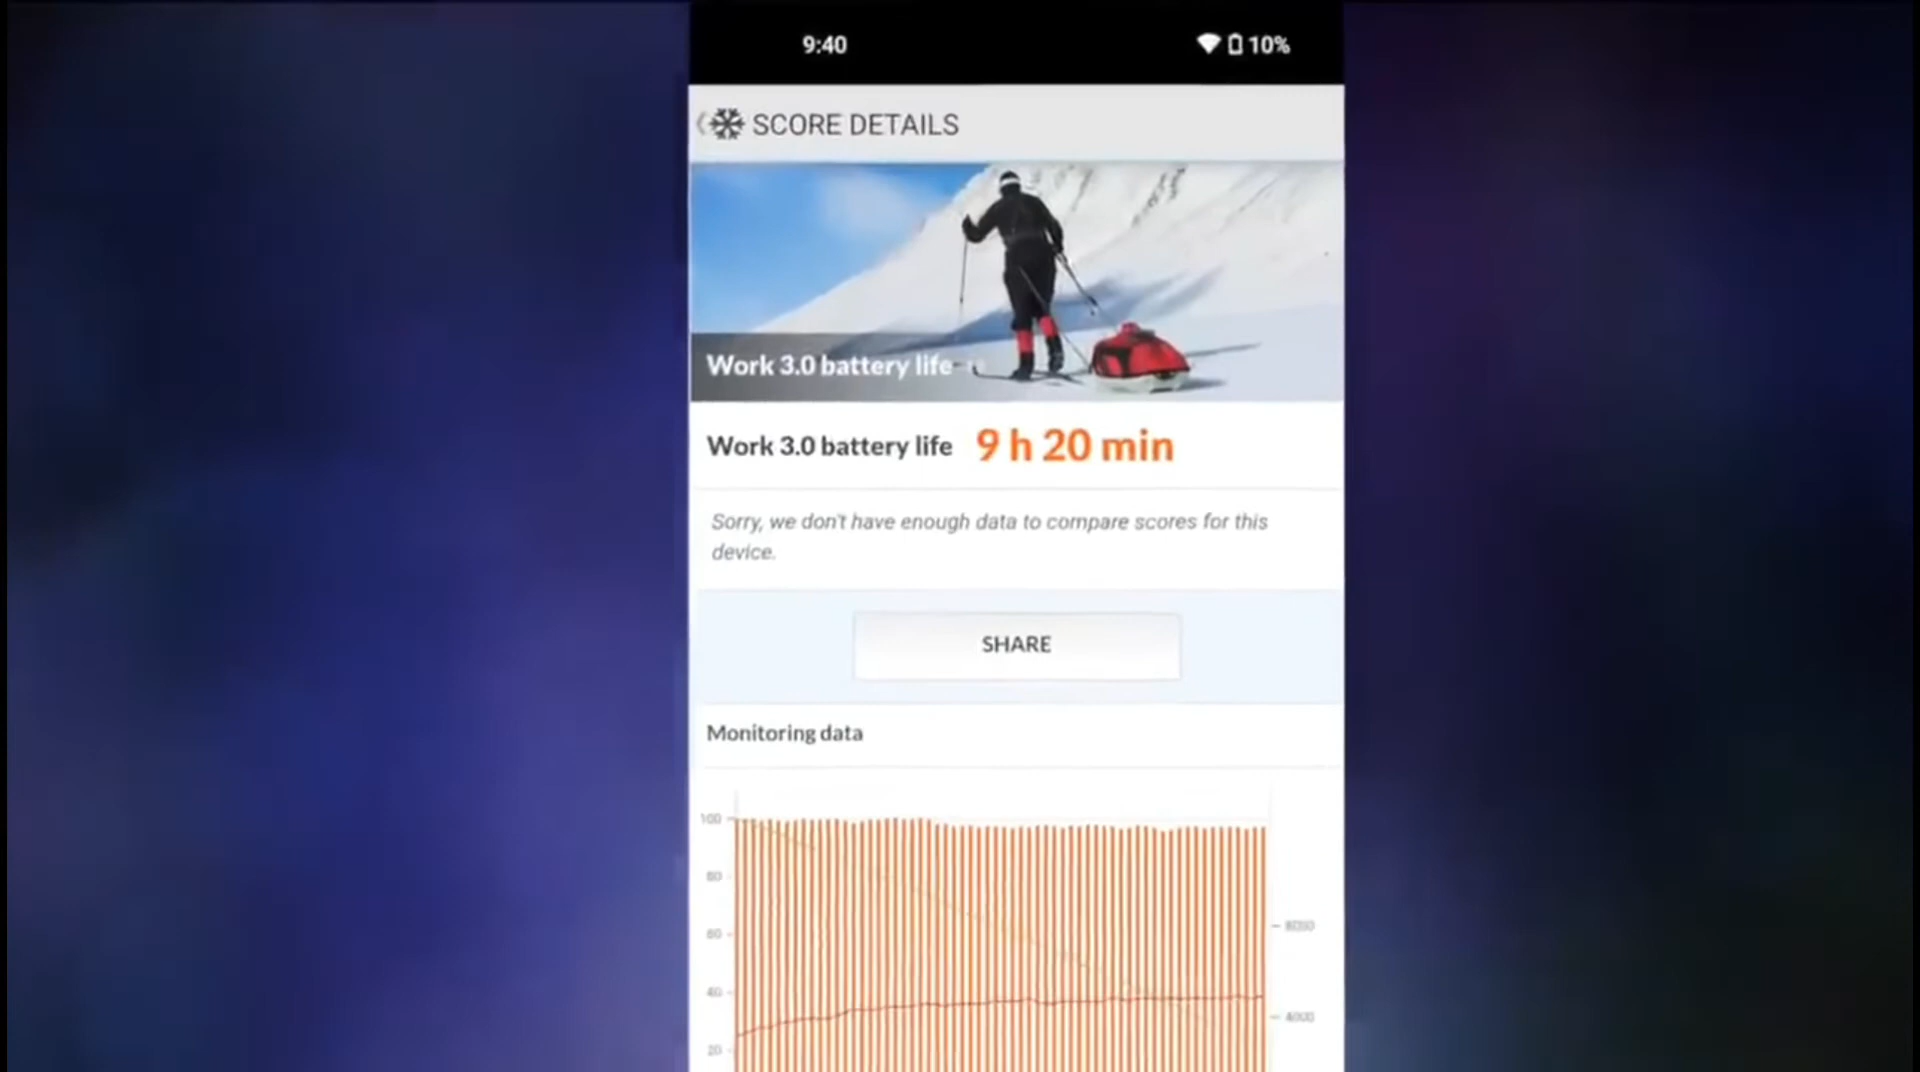 9:40
10%
SCORE DETAILS
Work 3.0 battery life
Work 3.0 battery life 9 h 20 min
Sorry, we don't have enough data to compare scores for this
device.
SHARE
Monitoring data
100
80
60
40
20
4000